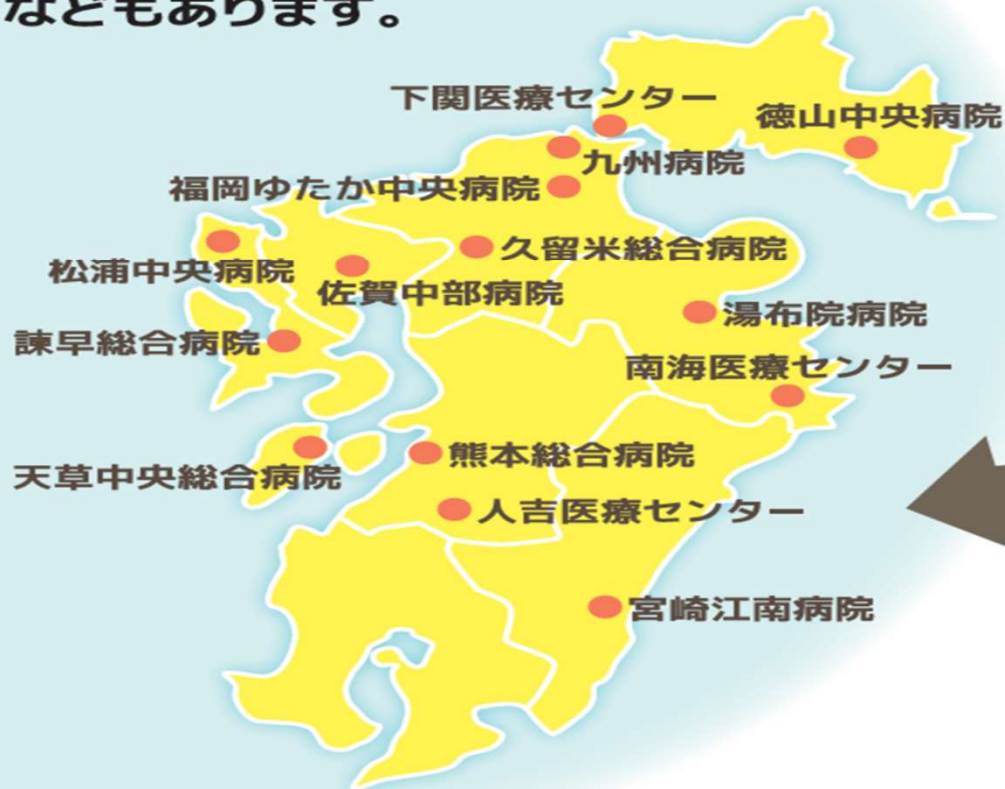 などもあります。
下関医療センター
徳山中央病院
九州病院
福岡ゆたか中央病院
久留米総合病院
松浦中央病院
佐賀中部病院
湯布院病院
諫早総合病院
南海医療センター
熊本総合病院
天草中央総合病院
人吉医療センター
宮崎江南病院